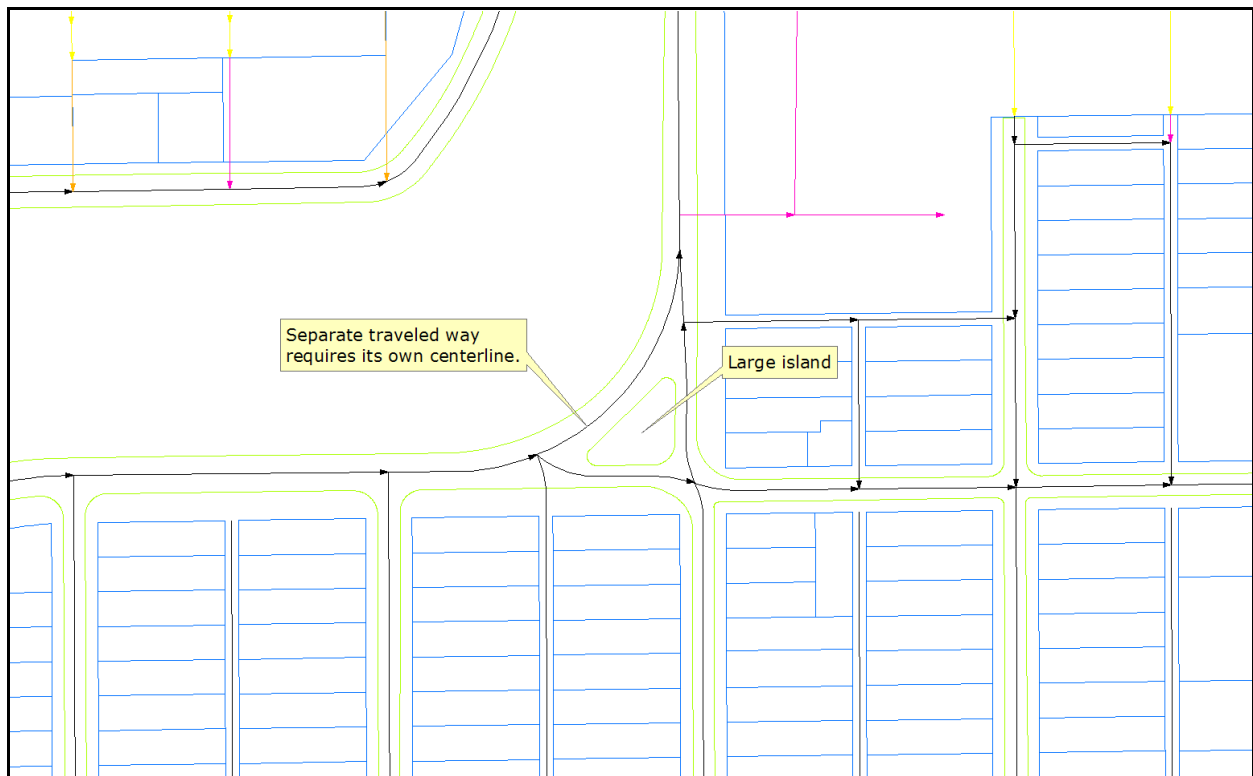 Separate traveled way
requires its own centerline.
Large island